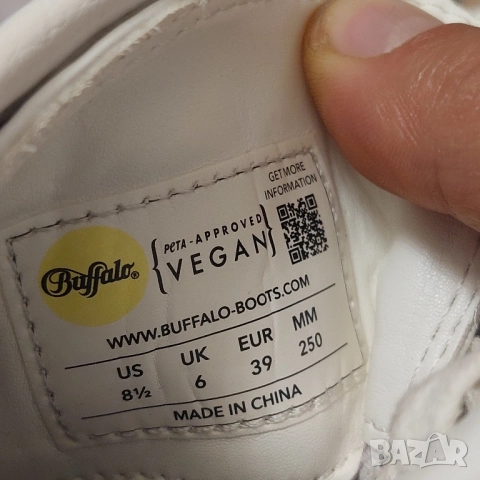 Buffalo®
{PETA-APPROVED
VEGAN}
GET MORE
INFORMATION
WWW.BUFFALO-BOOTS.COM
US UK EUR MM
8½ 6 39 250
MADE IN CHINA
BAZAR